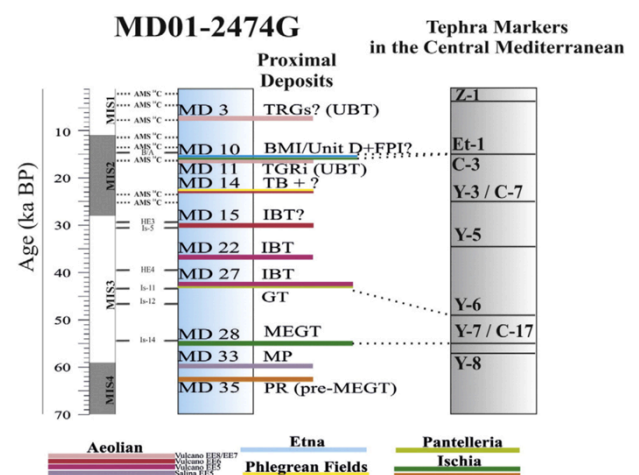 MD01-2474G
Tephra Markers
in the Central Mediterranean
Proximal
Deposits
Age (ka BP)
10
20
30
40
50
60
70
MIS1
MIS2
MIS3
MIS4
AMS ¹⁴C
AMS ¹⁴C
AMS ¹⁴C
AMS ¹⁴C
AMS ¹⁴C
B/A
AMS ¹⁴C
AMS ¹⁴C
AMS ¹⁴C
HE3
Is-5
HE4
Is-11
Is-12
Is-14
MD 3 TRGs? (UBT)
MD 10 BMI/Unit D+FPI?
MD 11 TGRi (UBT)
MD 14 TB + ?
MD 15 IBT?
MD 22 IBT
MD 27 IBT
GT
MD 28 MEGT
MD 33 MP
MD 35 PR (pre-MEGT)
Z-1
Et-1
C-3
Y-3 / C-7
Y-5
Y-6
Y-7 / C-17
Y-8
Aeolian
Vulcano EE8/EE7
Vulcano EE6
Vulcano EE5
Salina EE5
Etna
Phlegrean Fields
Pantelleria
Ischia